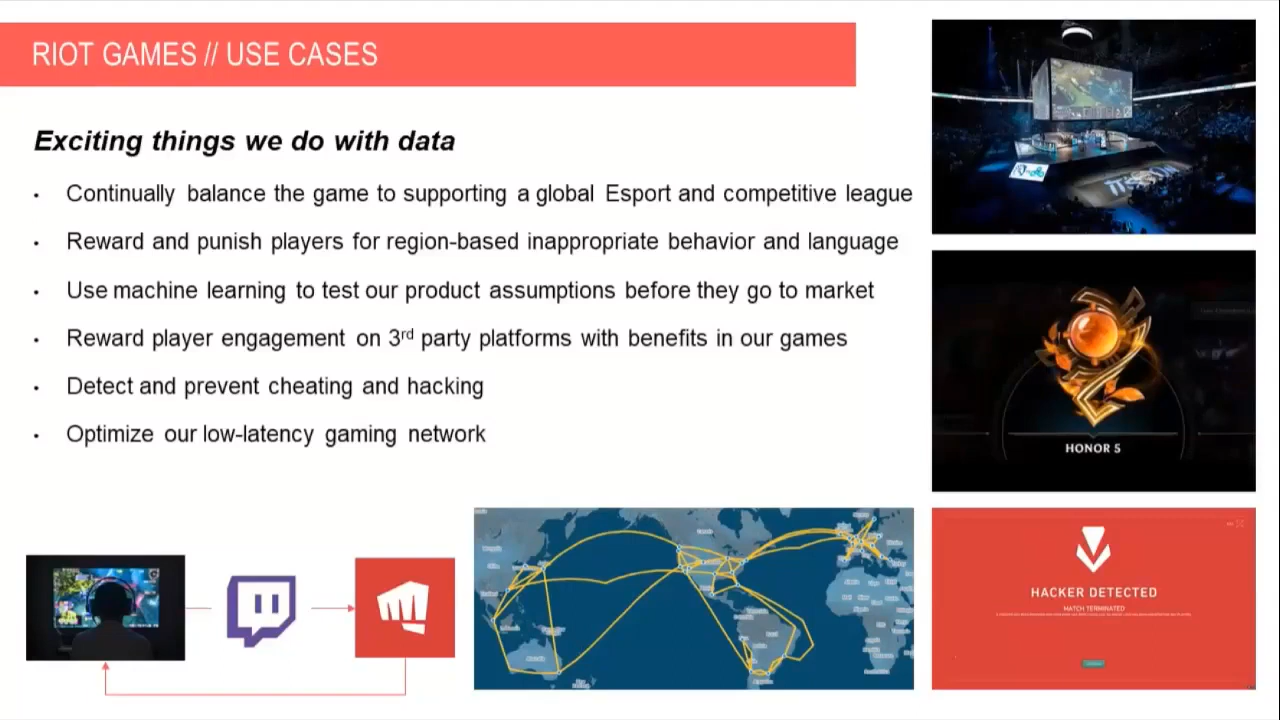 RIOT GAMES // USE CASES
Exciting things we do with data
• Continually balance the game to supporting a global Esport and competitive league
• Reward and punish players for region-based inappropriate behavior and language
• Use machine learning to test our product assumptions before they go to market
• Reward player engagement on 3rd party platforms with benefits in our games
• Detect and prevent cheating and hacking
• Optimize our low-latency gaming network
HONOR 5
HACKER DETECTED
MATCH TERMINATED